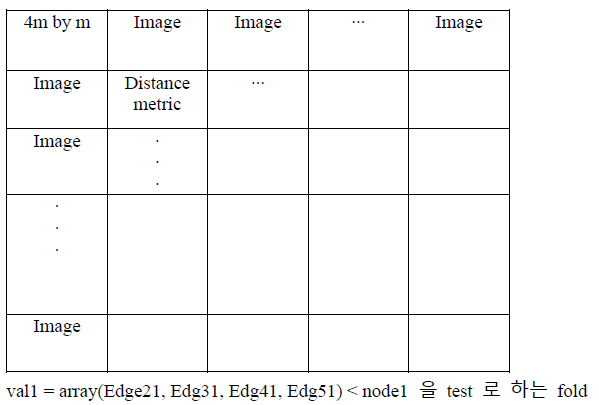 4m by m Image Image ... Image
Image Distance metric ...
Image .
.
.
.
.
.
Image
val1 = array(Edge21, Edg31, Edg41, Edg51) < node1 을 test 로 하는 fold